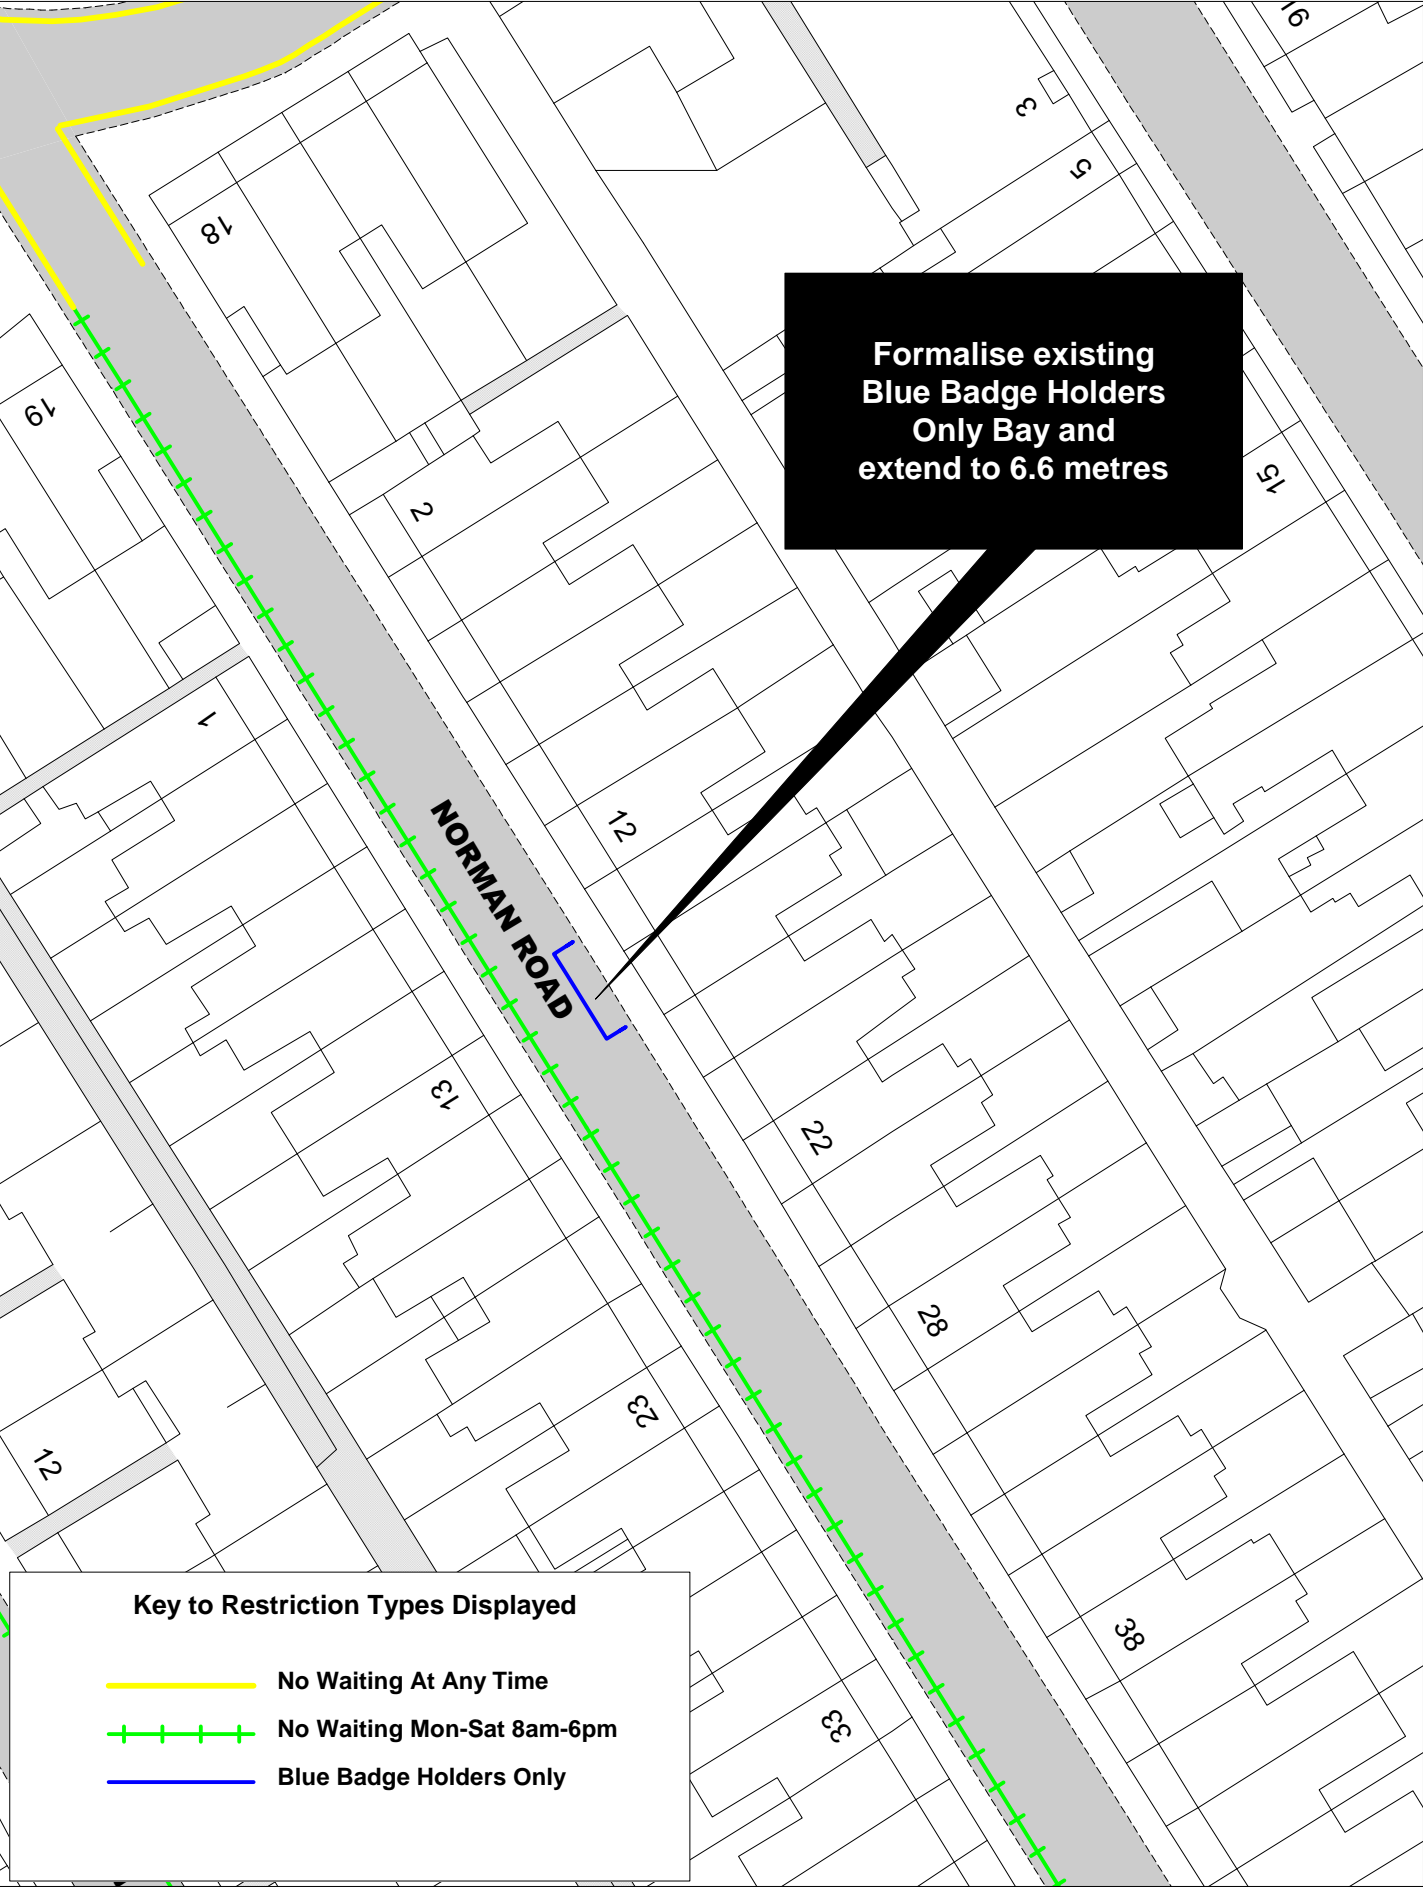 16
3
5
18
19
Formalise existing
Blue Badge Holders
Only Bay and
extend to 6.6 metres
15
2
1
12
NORMAN ROAD
13
22
28
23
12
38
33
Key to Restriction Types Displayed
No Waiting At Any Time
No Waiting Mon-Sat 8am-6pm
Blue Badge Holders Only